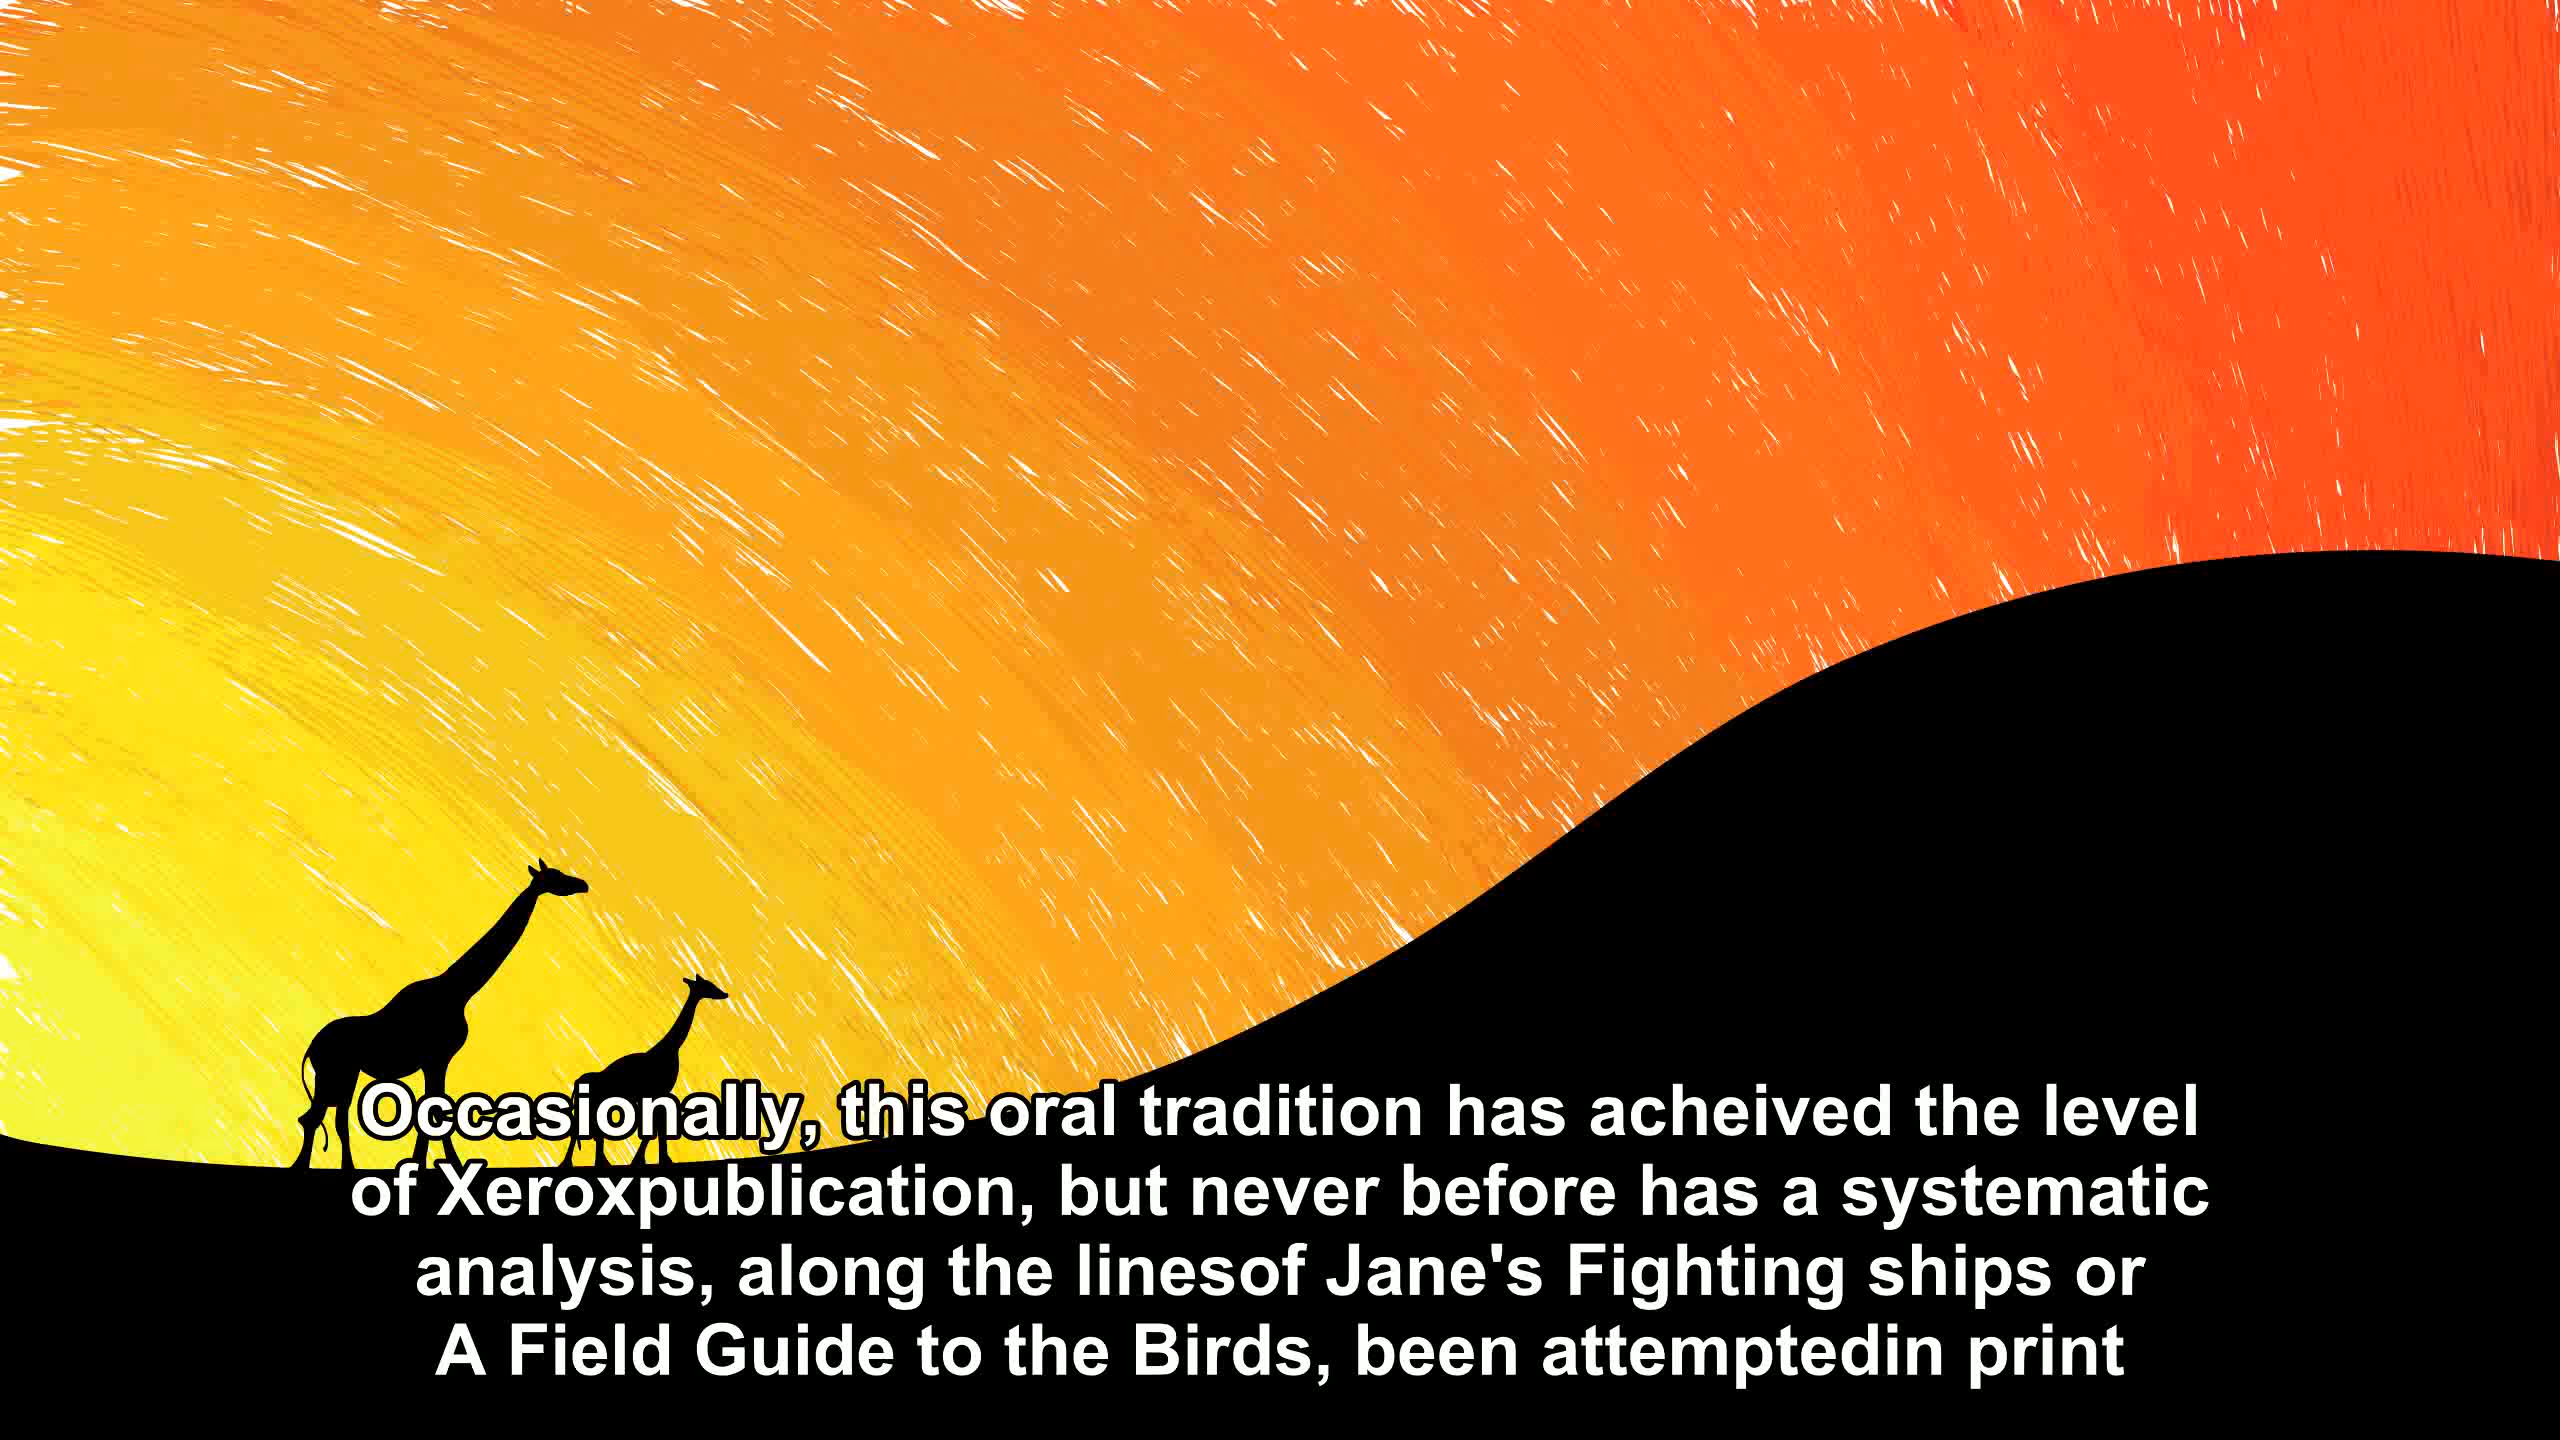 Occasionally, this oral tradition has acheived the level
of Xeroxpublication, but never before has a systematic
analysis, along the linesof Jane's Fighting ships or
A Field Guide to the Birds, been attemptedin print